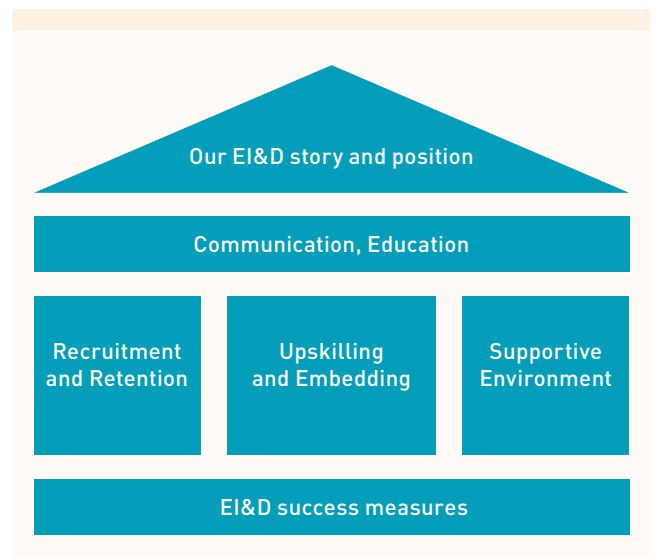 Our EI&D story and position
Communication, Education
Recruitment
and Retention
Upskilling
and Embedding
Supportive
Environment
EI&D success measures